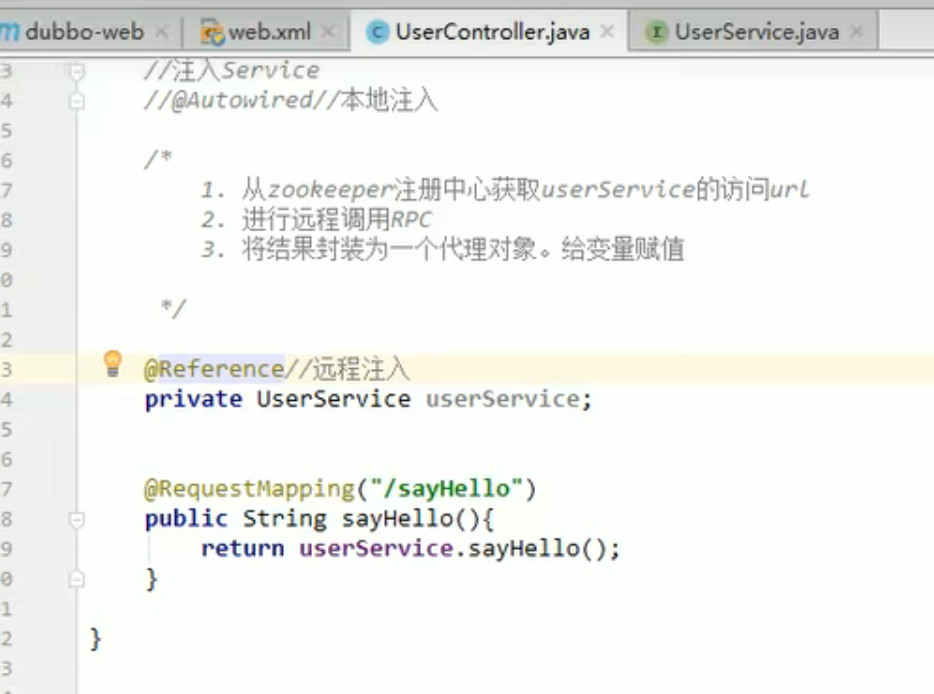 dubbo-web web.xml UserController.java UserService.java
3 //注入Service
4 //@Autowired//本地注入
5
6 /*
7 1. 从zookeeper注册中心获取userService的访问url
8 2. 进行远程调用RPC
9 3. 将结果封装为一个代理对象。给变量赋值
0
1 */
2
3 @Reference//远程注入
4 private UserService userService;
5
6
7 @RequestMapping("/sayHello")
8 public String sayHello(){
9 return userService.sayHello();
0 }
1
2 }
3